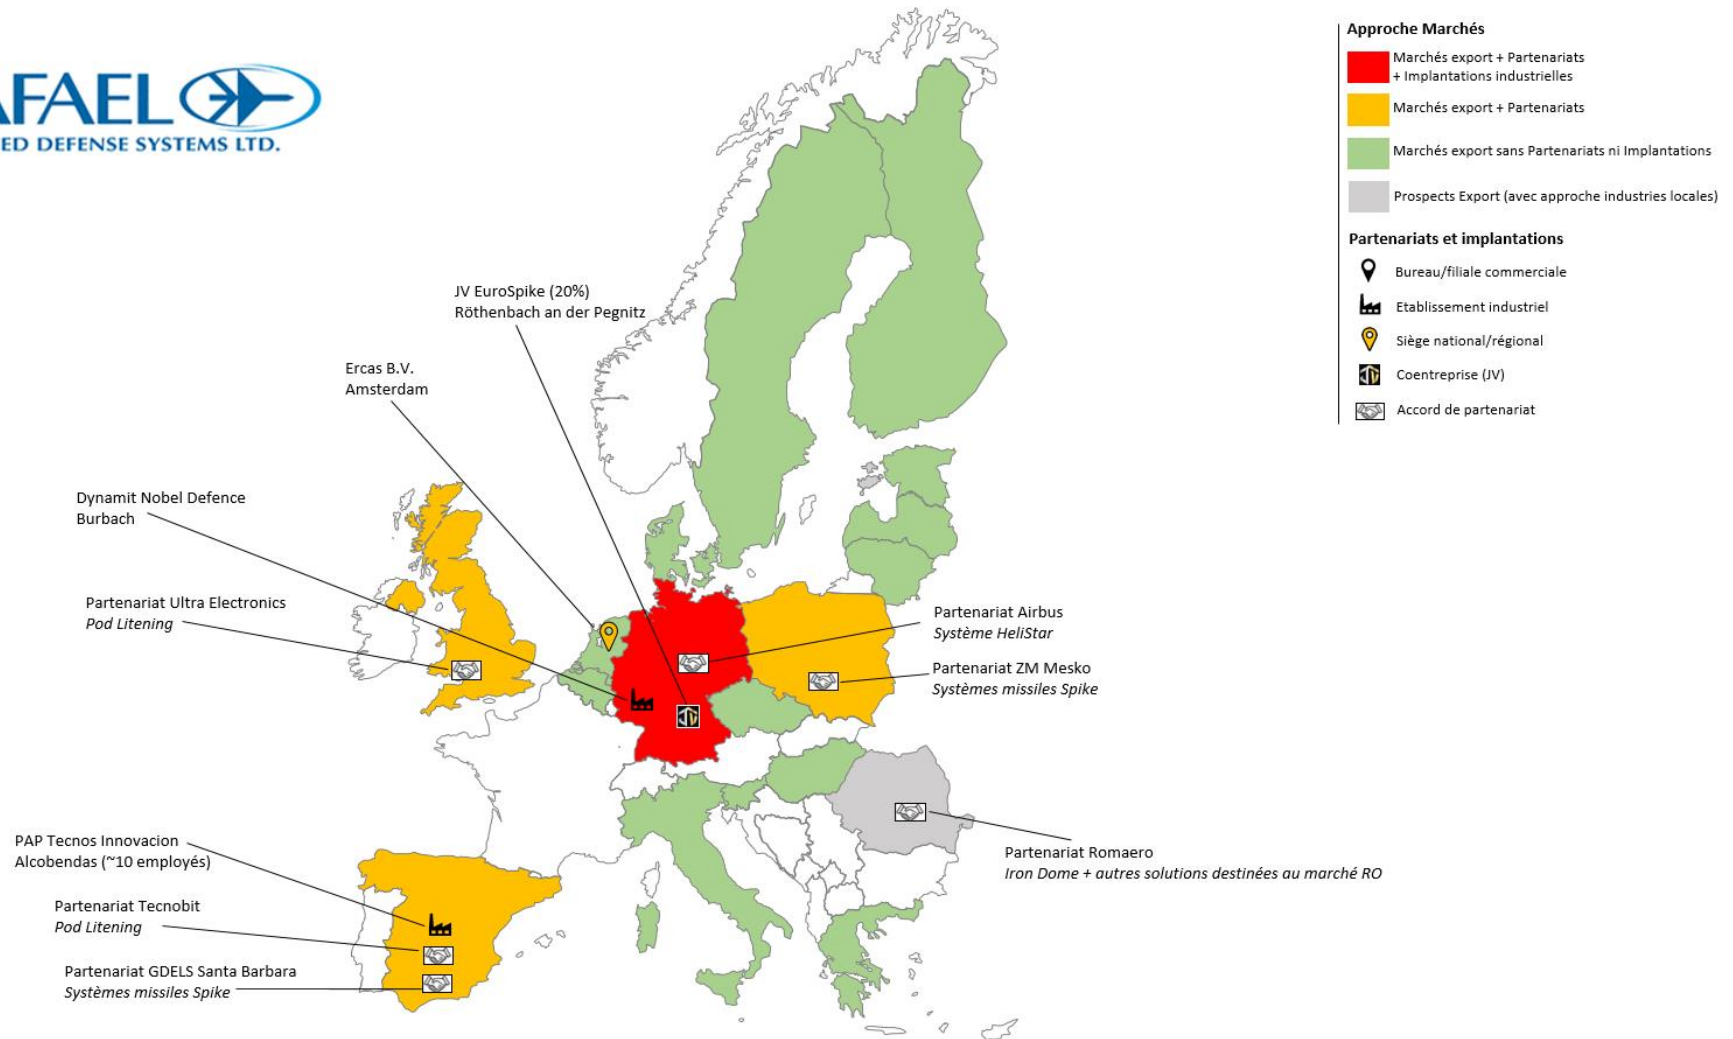 AFAEL
ED DEFENSE SYSTEMS LTD.
Approche Marchés
Marchés export + Partenariats
+ Implantations industrielles
Marchés export + Partenariats
Marchés export sans Partenariats ni Implantations
Prospects Export (avec approche industries locales)
Partenariats et implantations
Bureau/filiale commerciale
Etablissement industriel
Siège national/régional
JV
Coentreprise (JV)
Accord de partenariat
JV EuroSpike (20%)
Röthenbach an der Pegnitz
Ercas B.V.
Amsterdam
Dynamit Nobel Defence
Burbach
Partenariat Ultra Electronics
Pod Litening
Partenariat Airbus
Système HeliStar
Partenariat ZM Mesko
Systèmes missiles Spike
JV
PAP Tecnos Innovacion
Alcobendas (~10 employés)
Partenariat Tecnobit
Pod Litening
Partenariat GDELS Santa Barbara
Systèmes missiles Spike
Partenariat Romaero
Iron Dome + autres solutions destinées au marché RO